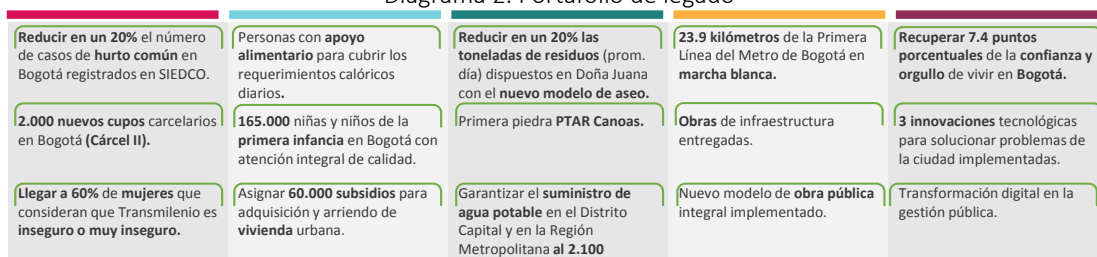 Diagrama 2. Portafolio de legado
Reducir en un 20% el número
de casos de hurto común en
Bogotá registrados en SIEDCO.
2.000 nuevos cupos carcelarios
en Bogotá (Cárcel II).
Llegar a 60% de mujeres que
consideran que Transmilenio es
inseguro o muy inseguro.
Personas con apoyo
alimentario para cubrir los
requerimientos calóricos
diarios.
165.000 niñas y niños de la
primera infancia en Bogotá con
atención integral de calidad.
Asignar 60.000 subsidios para
adquisición y arriendo de
vivienda urbana.
Reducir en un 20% las
toneladas de residuos (prom.
día) dispuestos en Doña Juana
con el nuevo modelo de aseo.
Primera piedra PTAR Canoas.
Garantizar el suministro de
agua potable en el Distrito
Capital y en la Región
Metropolitana al 2.100
23.9 kilómetros de la Primera
Línea del Metro de Bogotá en
marcha blanca.
Obras de infraestructura
entregadas.
Nuevo modelo de obra pública
integral implementado.
Recuperar 7.4 puntos
porcentuales de la confianza y
orgullo de vivir en Bogotá.
3 innovaciones tecnológicas
para solucionar problemas de
la ciudad implementadas.
Transformación digital en la
gestión pública.